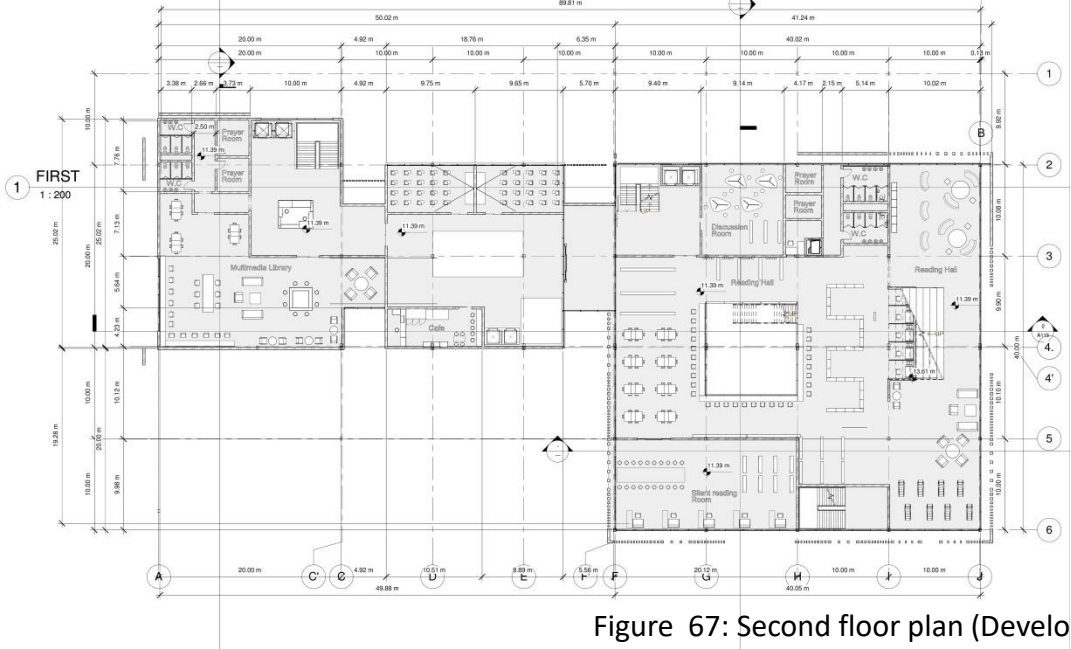 89.81 m
50.02 m
41.24 m
20.00 m
4.92 m
18.76 m
6.35 m
40.02 m
20.00 m
10.00 m
10.00 m
10.00 m
10.00 m
10.00 m
10.00 m
10.00 m
0.13 m
3.38 m
2.66 m
3.73 m
10.00 m
4.92 m
9.75 m
9.65 m
5.70 m
9.40 m
9.14 m
4.17 m
2.15 m
5.14 m
10.02 m
1
10.00 m
9.92 m
B
W.C
2.50 m
Prayer
Room
11.39 m
7.76 m
2
FIRST
1
1 : 200
Prayer
Room
W.C
Prayer
Room
W.C
Prayer
Room
W.C
Discussion
Room
25.02 m
25.02 m
20.00 m
7.13 m
10.08 m
11.39 m
11.39 m
3
Multimedia Library
Reading Hall
Reading Hall
5.64 m
11.39 m
11.39 m
9.90 m
UP
Cafe
4.23 m
4.
40.00 m
4'
13.61 m
10.00 m
10.12 m
10.10 m
19.28 m
20.00 m
5
11.39 m
10.00 m
9.98 m
Silent reading
Room
10.00 m
6
A
C'
C
D
E
F'
F
G
H
I
J
20.00 m
4.92 m
10.51 m
8.89 m
5.56 m
20.12 m
10.00 m
10.00 m
49.88 m
40.05 m
Figure 67: Second floor plan (Develo